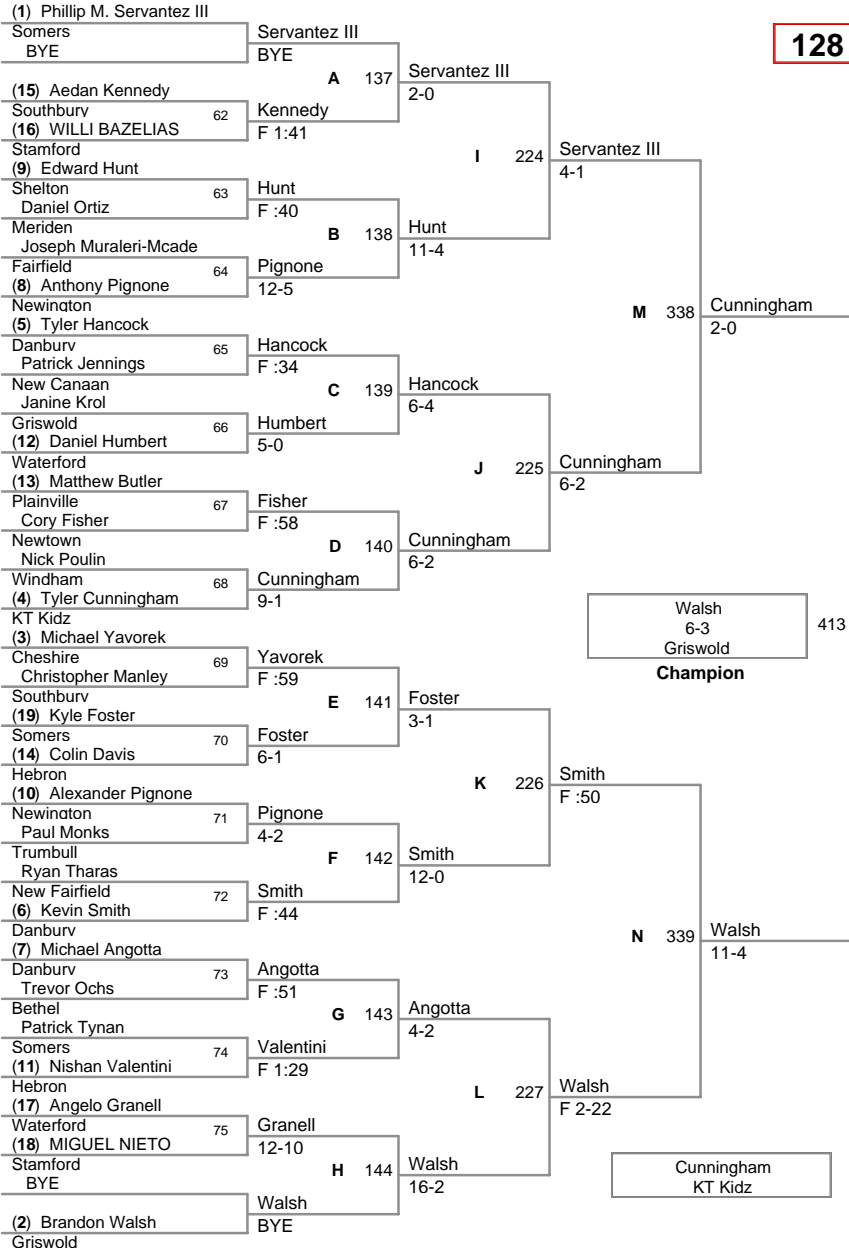 (1) Phillip M. Servantez III
Somers
BYE
(15) Aedan Kennedy
Southbury
(16) WILLI BAZELIAS
Stamford
(9) Edward Hunt
Shelton
Daniel Ortiz
Meriden
Joseph Muraleri-Mcade
Fairfield
(8) Anthony Pignone
Newington
(5) Tyler Hancock
Danbury
Patrick Jennings
New Canaan
Janine Krol
Griswold
(12) Daniel Humbert
Waterford
(13) Matthew Butler
Plainville
Cory Fisher
Newtown
Nick Poulin
Windham
(4) Tyler Cunningham
KT Kidz
(3) Michael Yavorek
Cheshire
Christopher Manley
Southbury
(19) Kyle Foster
Somers
(14) Colin Davis
Hebron
(10) Alexander Pignone
Newington
Paul Monks
Trumbull
Ryan Tharas
New Fairfield
(6) Kevin Smith
Danbury
(7) Michael Angotta
Danbury
Trevor Ochs
Bethel
Patrick Tynan
Somers
(11) Nishan Valentini
Hebron
(17) Angelo Granell
Waterford
(18) MIGUEL NIETO
Stamford
BYE
(2) Brandon Walsh
Griswold
62
63
64
65
66
67
68
69
70
71
72
73
74
75
Servantez III
BYE
Kennedy
F 1:41
Hunt
F :40
Pignone
12-5
Hancock
F :34
Humbert
5-0
Fisher
F :58
Cunningham
9-1
Yavorek
F :59
Foster
6-1
Pignone
4-2
Smith
F :44
Angotta
F :51
Valentini
F 1:29
Granell
12-10
Walsh
BYE
A 137
B 138
C 139
D 140
E 141
F 142
G 143
H 144
Servantez III
2-0
Hunt
11-4
Hancock
6-4
Cunningham
6-2
Foster
3-1
Smith
12-0
Angotta
4-2
Walsh
16-2
I 224
J 225
K 226
L 227
Servantez III
4-1
Cunningham
6-2
Smith
F :50
Walsh
F 2-22
M 338
N 339
Cunningham
2-0
Walsh
11-4
128
Walsh
6-3
Griswold
413
Champion
Cunningham
KT Kidz